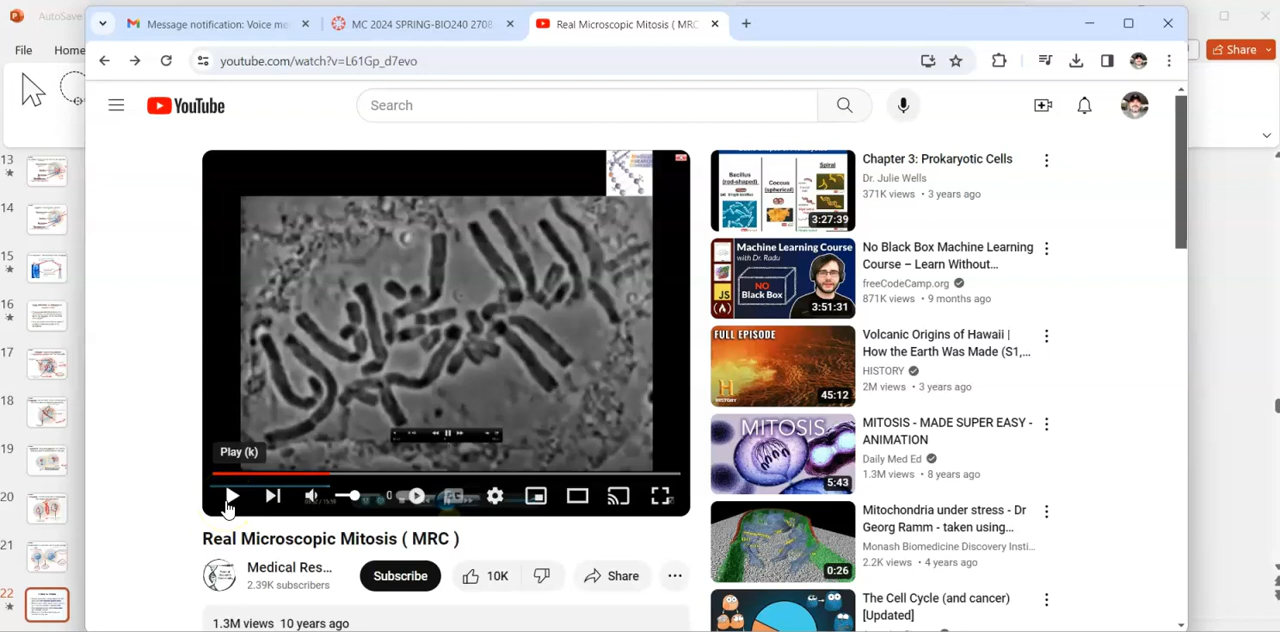 AutoSave
Message notification: Voice me
MC 2024 SPRING-BIO240 2708
Real Microscopic Mitosis ( MRC
File
Home
youtube.com/watch?v=L61Gp_d7evo
Share
YouTube
Search
13
14
15
16
17
18
19
20
21
22
Play (k)
Real Microscopic Mitosis ( MRC )
Medical Res...
2.39K subscribers
Subscribe
10K
Share
1.3M views 10 years ago
Bacillus
(rod-shaped)
Coccus
(spherical)
Spiral
3:27:39
Chapter 3: Prokaryotic Cells
Dr. Julie Wells
371K views • 3 years ago
Machine Learning Course
with Dr. Radu
NO
Black Box
JS
3:51:31
No Black Box Machine Learning
Course – Learn Without...
freeCodeCamp.org
871K views • 9 months ago
FULL EPISODE
H
HISTORY
45:12
Volcanic Origins of Hawaii |
How the Earth Was Made (S1,...
HISTORY
2M views • 3 years ago
MITOSIS
5:43
MITOSIS - MADE SUPER EASY -
ANIMATION
Daily Med Ed
1.3M views • 8 years ago
0:26
Mitochondria under stress - Dr
Georg Ramm - taken using...
Monash Biomedicine Discovery Insti...
2.2K views • 4 years ago
The Cell Cycle (and cancer)
[Updated]